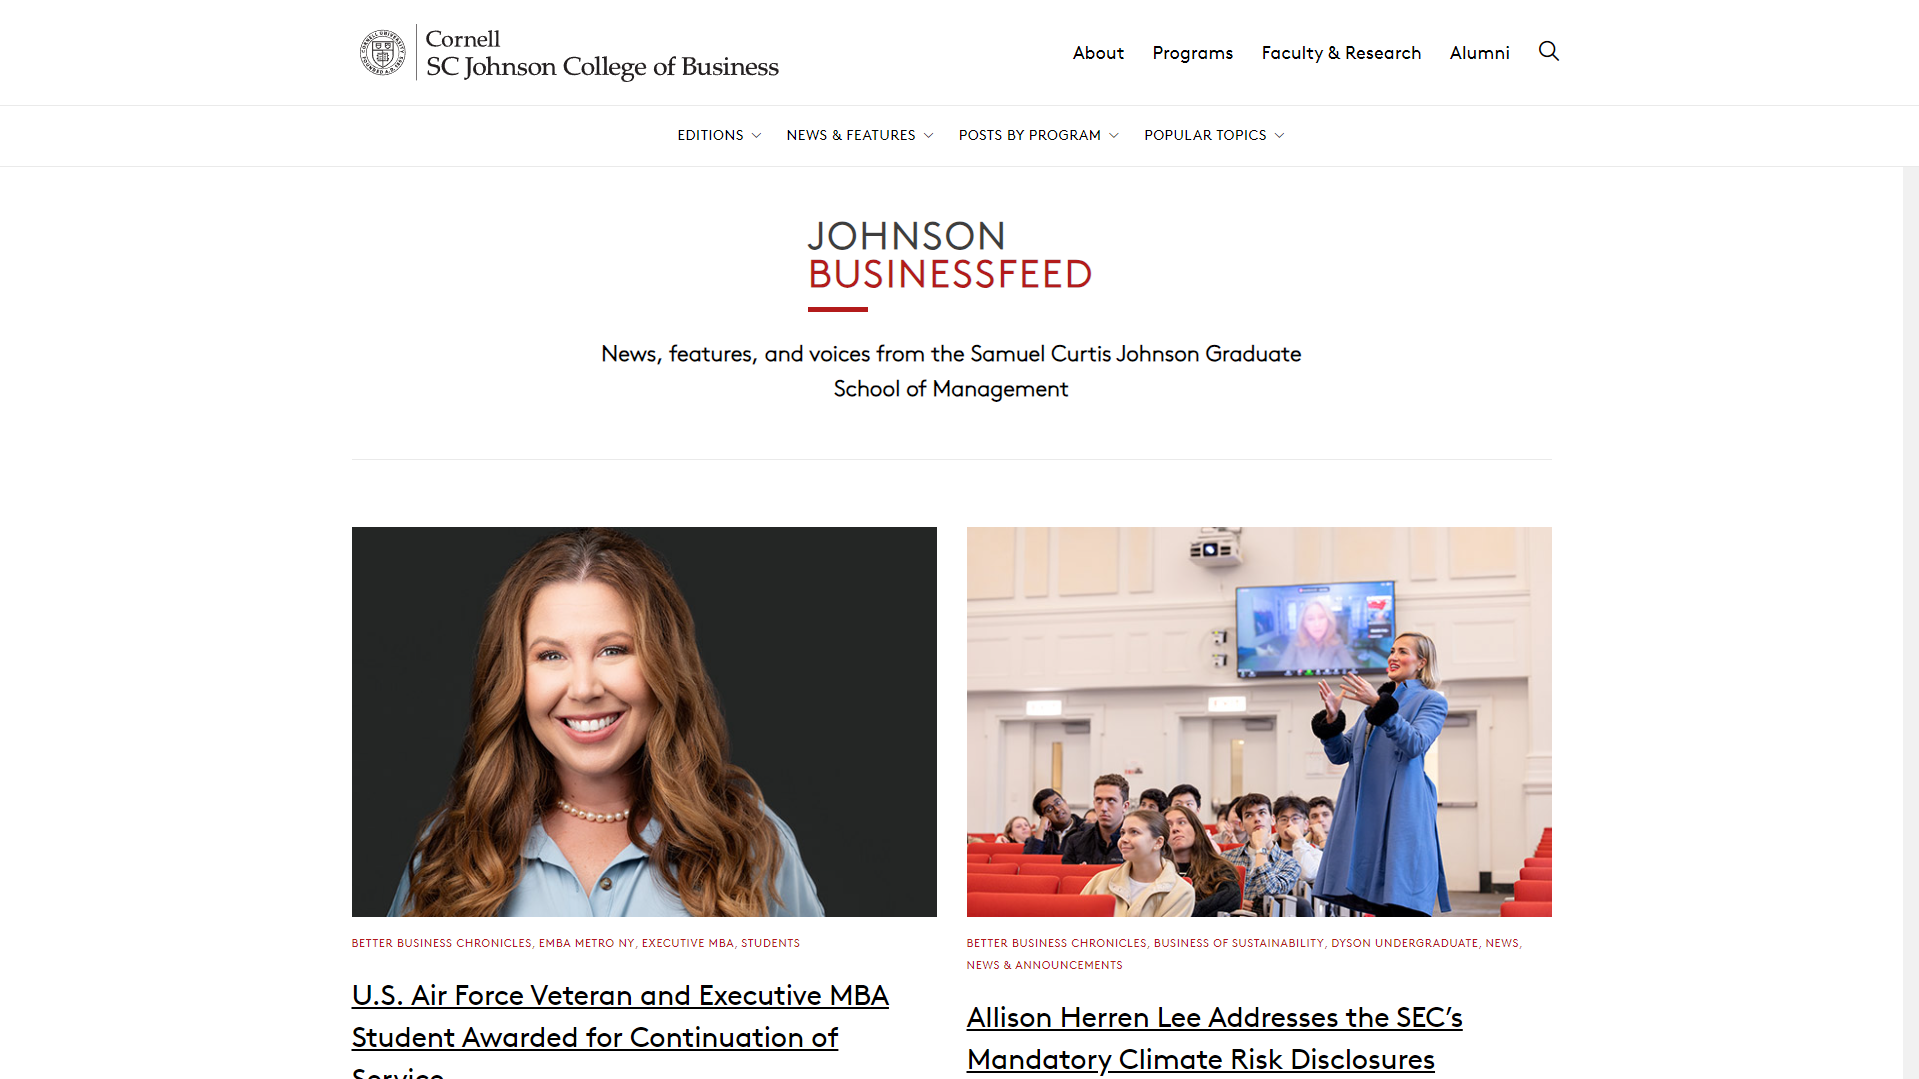 Cornell
SC Johnson College of Business
About Programs Faculty & Research Alumni
EDITIONS NEWS & FEATURES POSTS BY PROGRAM POPULAR TOPICS
JOHNSON
BUSINESSFEED
News, features, and voices from the Samuel Curtis Johnson Graduate
School of Management
EXIT
BETTER BUSINESS CHRONICLES, EMBA METRO NY, EXECUTIVE MBA, STUDENTS
U.S. Air Force Veteran and Executive MBA
Student Awarded for Continuation of
Service
BETTER BUSINESS CHRONICLES, BUSINESS OF SUSTAINABILITY, DYSON UNDERGRADUATE, NEWS,
NEWS & ANNOUNCEMENTS
Allison Herren Lee Addresses the SEC’s
Mandatory Climate Risk Disclosures